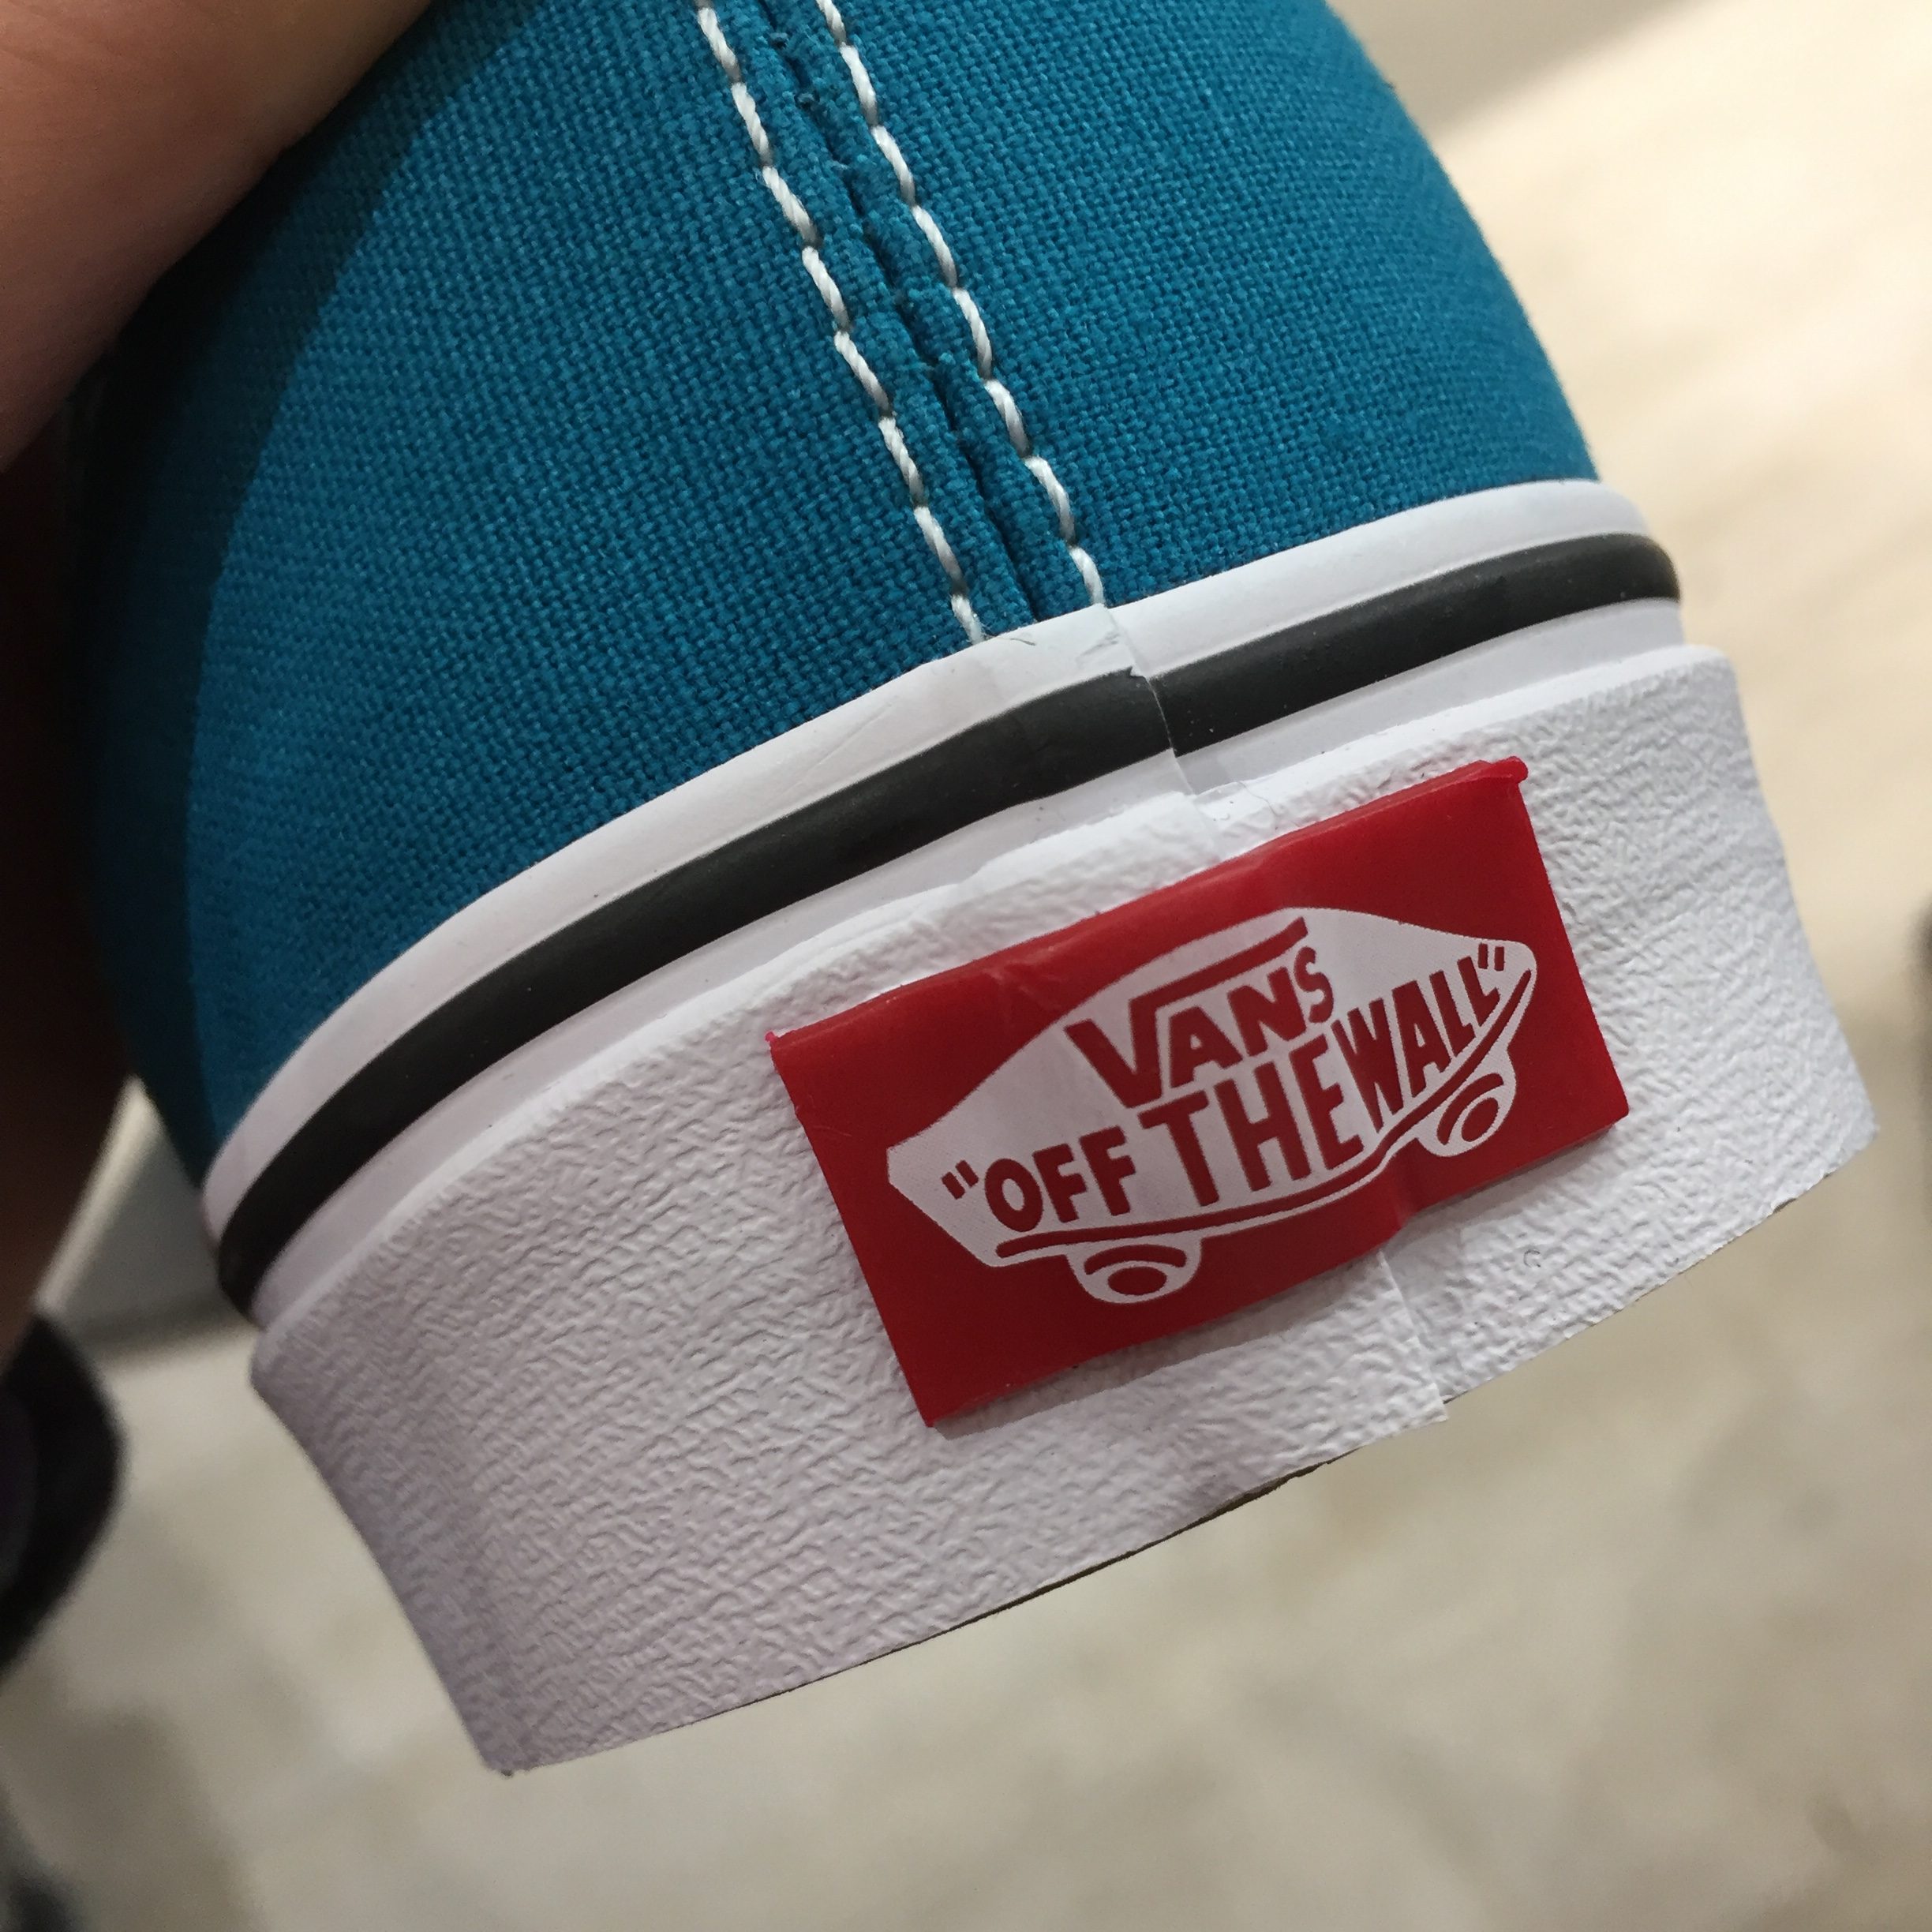 VANS
"OFF THE WALL"